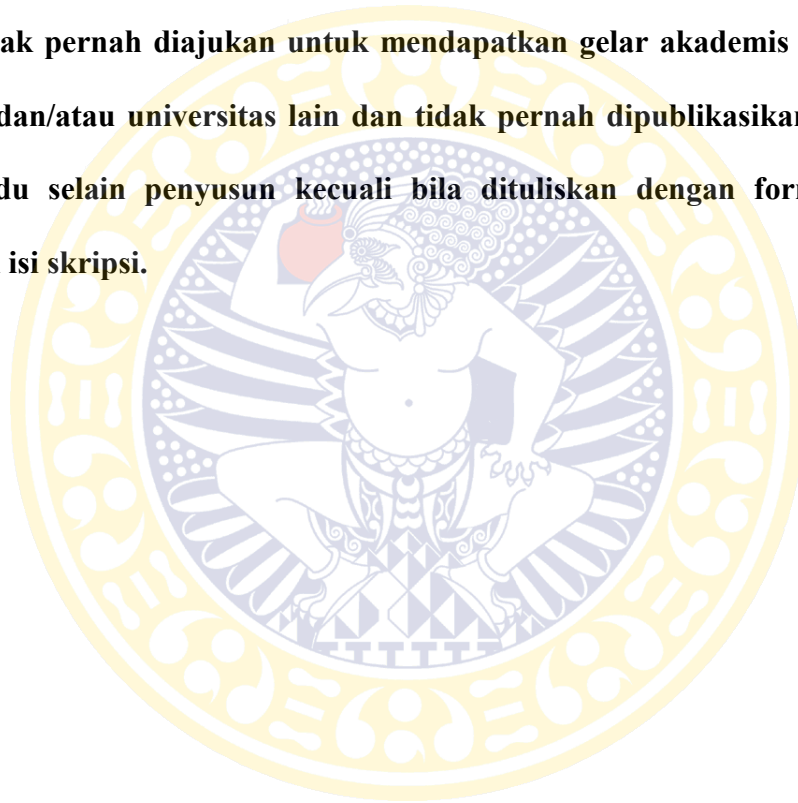 ak pernah diajukan untuk mendapatkan gelar akademis
dan/atau universitas lain dan tidak pernah dipublikasikan
du selain penyusun kecuali bila dituliskan dengan for
isi skripsi.